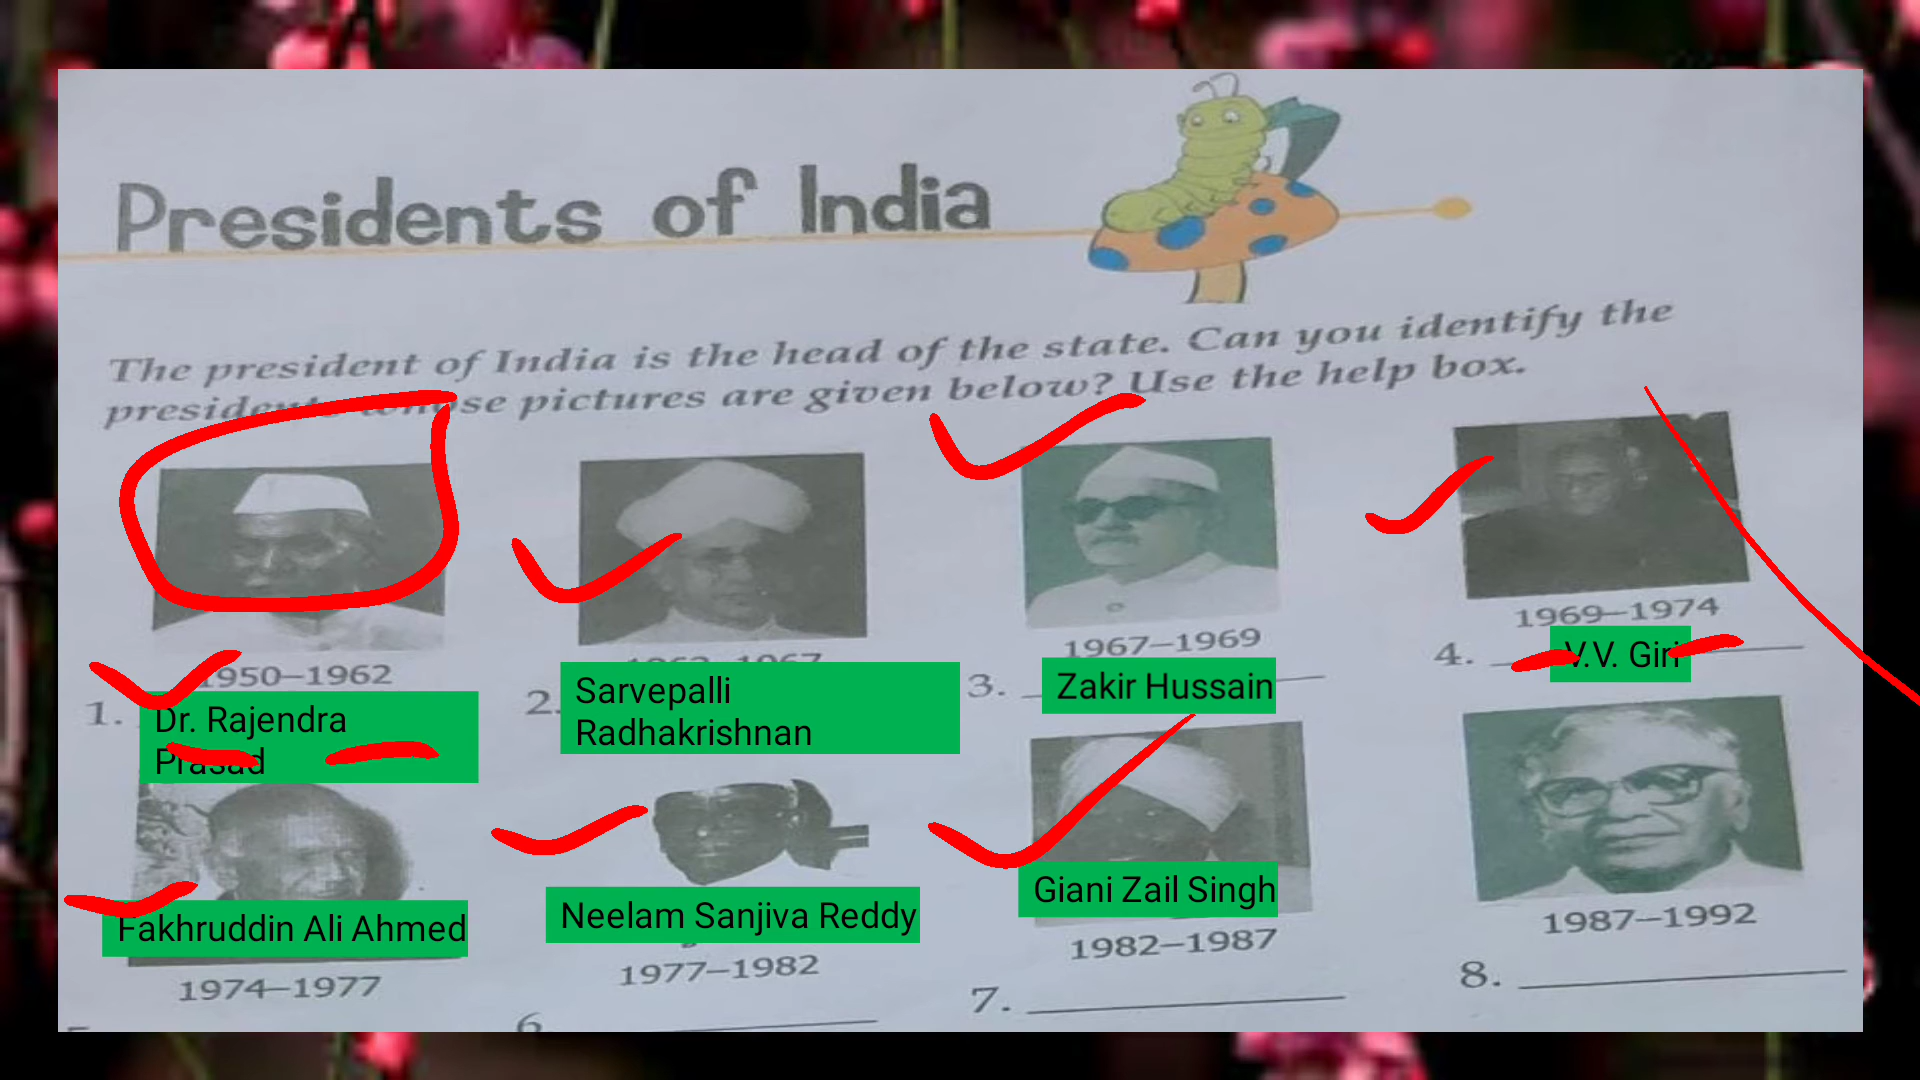 Presidents of India
The president of India is the head of the state. Can you identify the
presidents whose pictures are given below? Use the help box.
1950–1962
1962–1967
1967–1969
1969–1974
1.
Dr. Rajendra
Prasad
2.
Sarvepalli
Radhakrishnan
3.
Zakir Hussain
4.
V.V. Giri
Fakhruddin Ali Ahmed
Neelam Sanjiva Reddy
Giani Zail Singh
1974–1977
1977–1982
1982–1987
1987–1992
6
7.
8.